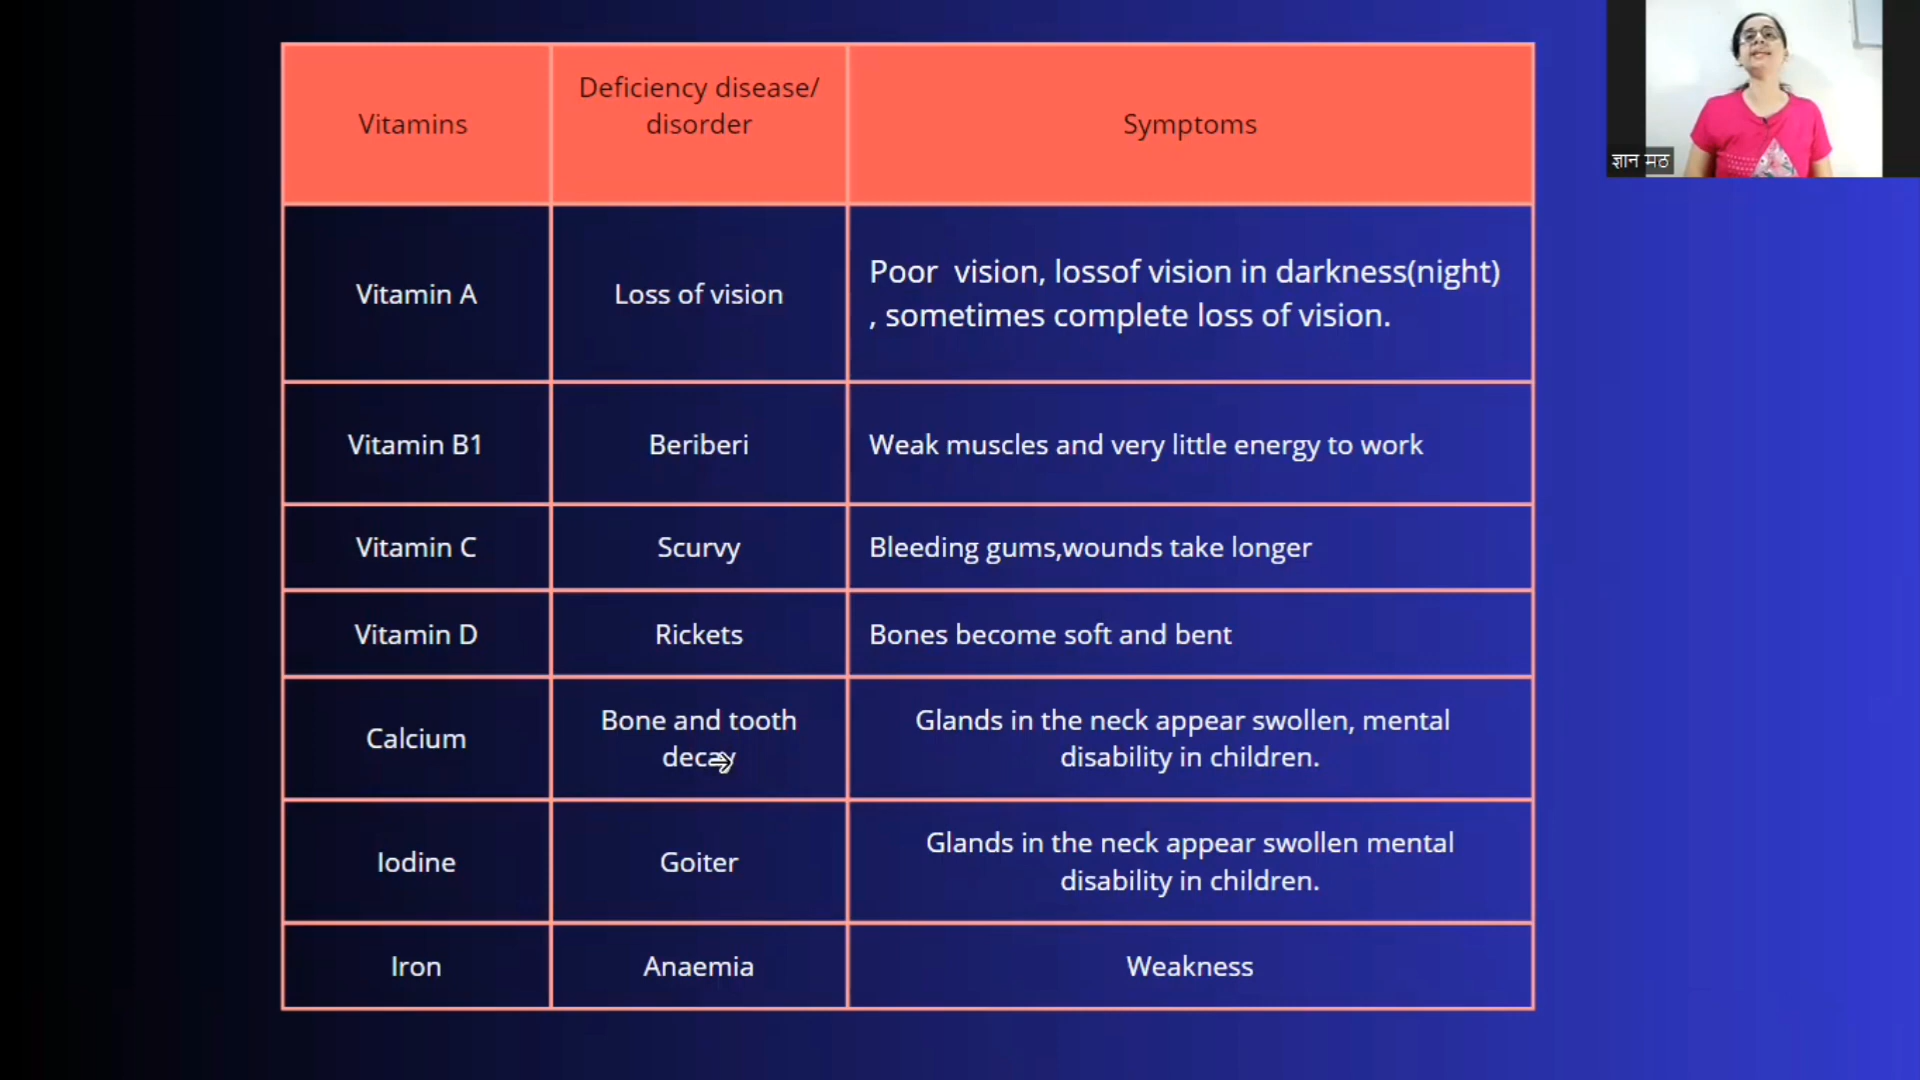 Vitamins
Deficiency disease/
disorder
Symptoms
Vitamin A
Loss of vision
Poor  vision, lossof vision in darkness(night)
, sometimes complete loss of vision.
Vitamin B1
Beriberi
Weak muscles and very little energy to work
Vitamin C
Scurvy
Bleeding gums,wounds take longer
Vitamin D
Rickets
Bones become soft and bent
Calcium
Bone and tooth
decay
Glands in the neck appear swollen, mental
disability in children.
Iodine
Goiter
Glands in the neck appear swollen mental
disability in children.
Iron
Anaemia
Weakness
ज्ञान मठ